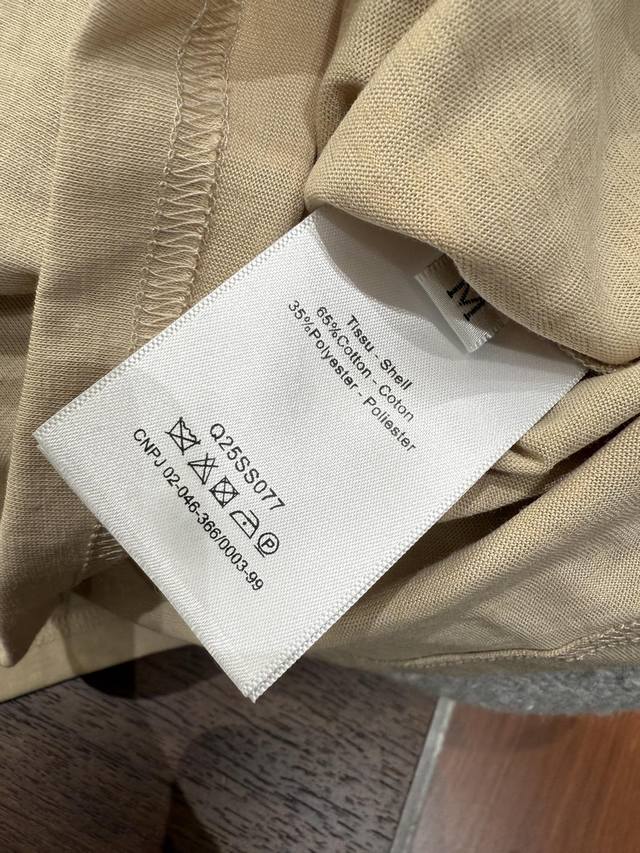 M
Tissu - Shell
65%Cotton - Coton
35%Polyester - Poliester
Q25SS077
P
CNPJ 02-046-366/0003-99